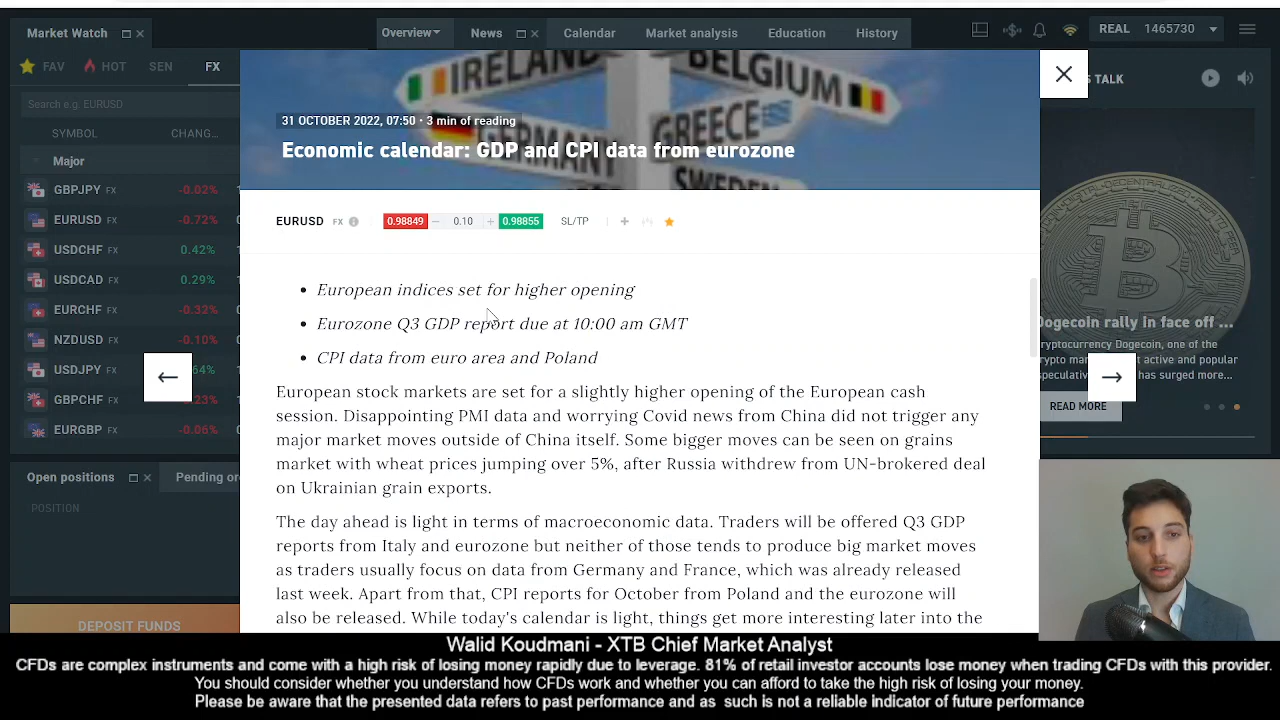 Market Watch
Overview
News
Calendar
Market analysis
Education
History
REAL 1465730
FAV
HOT
SEN
FX
Search e.g. EURUSD
SYMBOL CHANG...
Major
GBPJPY FX -0.02%
EURUSD FX -0.72%
USDCHF FX 0.42%
USDCAD FX 0.29%
EURCHF FX -0.32%
NZDUSD FX -0.10%
USDJPY FX
GBPCHF FX
EURGBP FX -0.06%
Open positions
POSITION
DEPOSIT FUNDS
IRELAND
BELGIUM
GREECE
GERMANY
SWEDEN
31 OCTOBER 2022, 07:50 • 3 min of reading
Economic calendar: GDP and CPI data from eurozone
EURUSD FX 0.98849 – 0.10 + 0.98855 SL/TP
• European indices set for higher opening
• Eurozone Q3 GDP report due at 10:00 am GMT
• CPI data from euro area and Poland
European stock markets are set for a slightly higher opening of the European cash
session. Disappointing PMI data and worrying Covid news from China did not trigger any
major market moves outside of China itself. Some bigger moves can be seen on grains
market with wheat prices jumping over 5%, after Russia withdrew from UN-brokered deal
on Ukrainian grain exports.
The day ahead is light in terms of macroeconomic data. Traders will be offered Q3 GDP
reports from Italy and eurozone but neither of those tends to produce big market moves
as traders usually focus on data from Germany and France, which was already released
last week. Apart from that, CPI reports for October from Poland and the eurozone will
also be released. While today's calendar is light, things get more interesting later into the
TALK
Dogecoin rally in face off ...
READ MORE
Walid Koudmani - XTB Chief Market Analyst
CFDs are complex instruments and come with a high risk of losing money rapidly due to leverage. 81% of retail investor accounts lose money when trading CFDs with this provider.
You should consider whether you understand how CFDs work and whether you can afford to take the high risk of losing your money.
Please be aware that the presented data refers to past performance and as such is not a reliable indicator of future performance